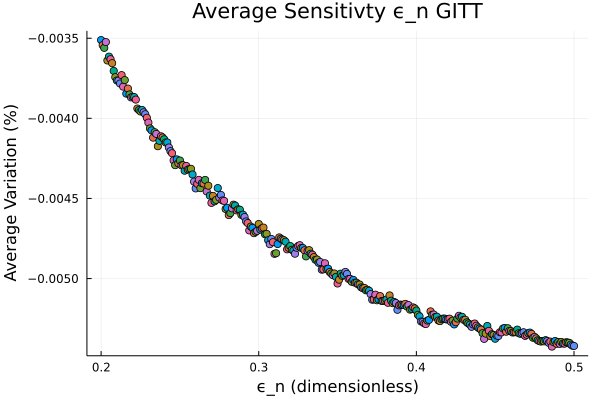 Average Sensitivty ϵ_n GITT
Average Variation (%)
−0.0035
−0.0040
−0.0045
−0.0050
0.2 0.3 0.4 0.5
ϵ_n (dimensionless)